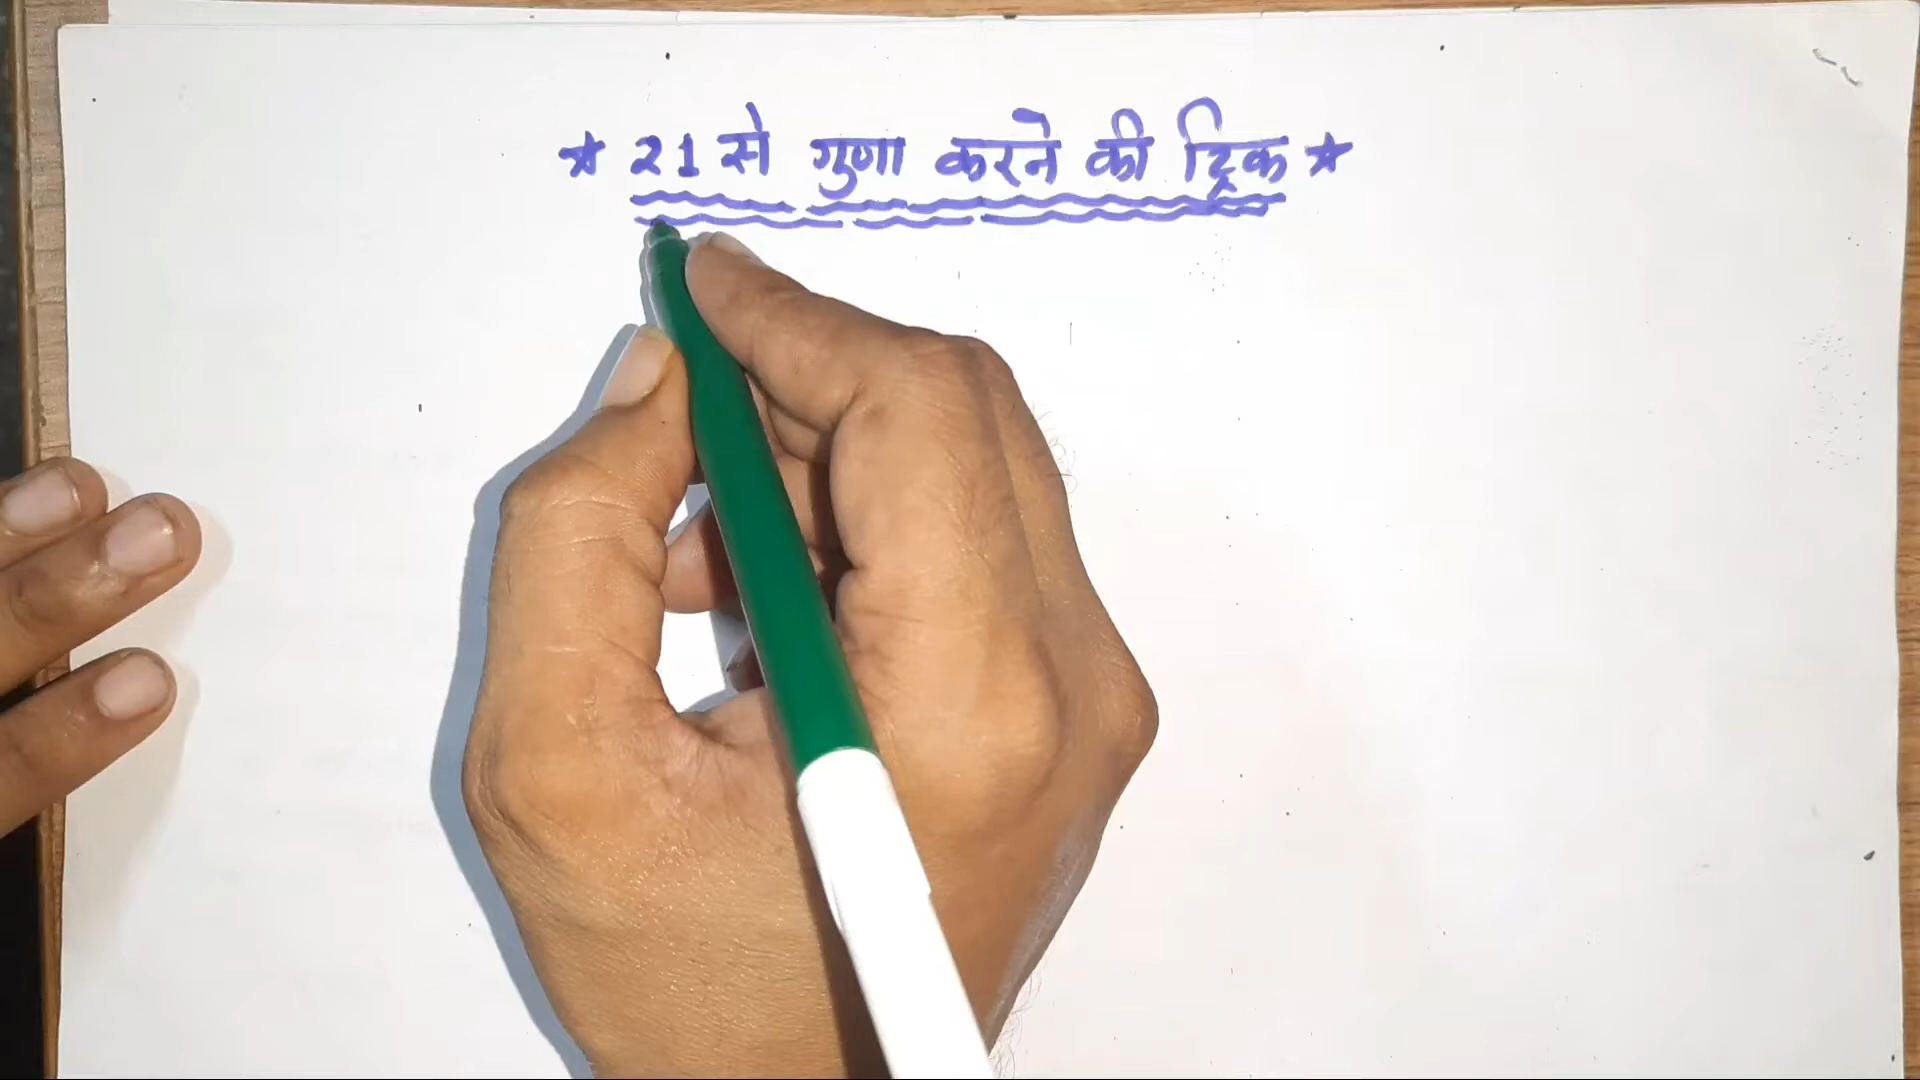 ★ 21 से गुणा करने की ट्रिक ★